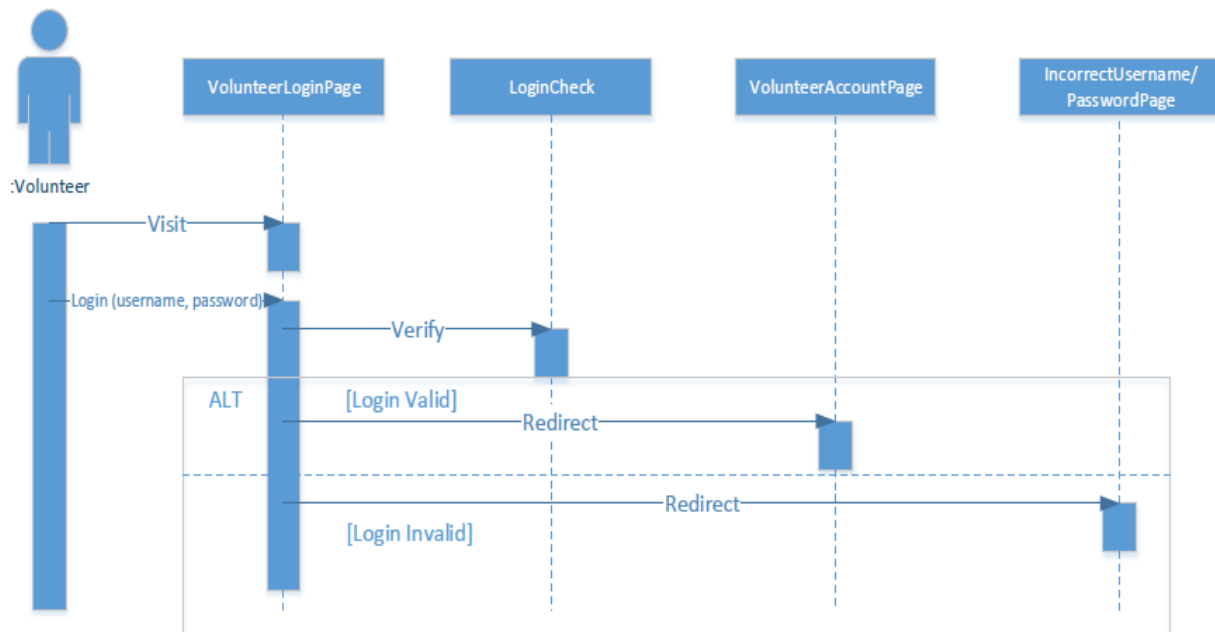 VolunteerLoginPage
LoginCheck
VolunteerAccountPage
IncorrectUsername/
PasswordPage
:Volunteer
Visit
Login (username, password)
Verify
ALT
[Login Valid]
Redirect
Redirect
[Login Invalid]